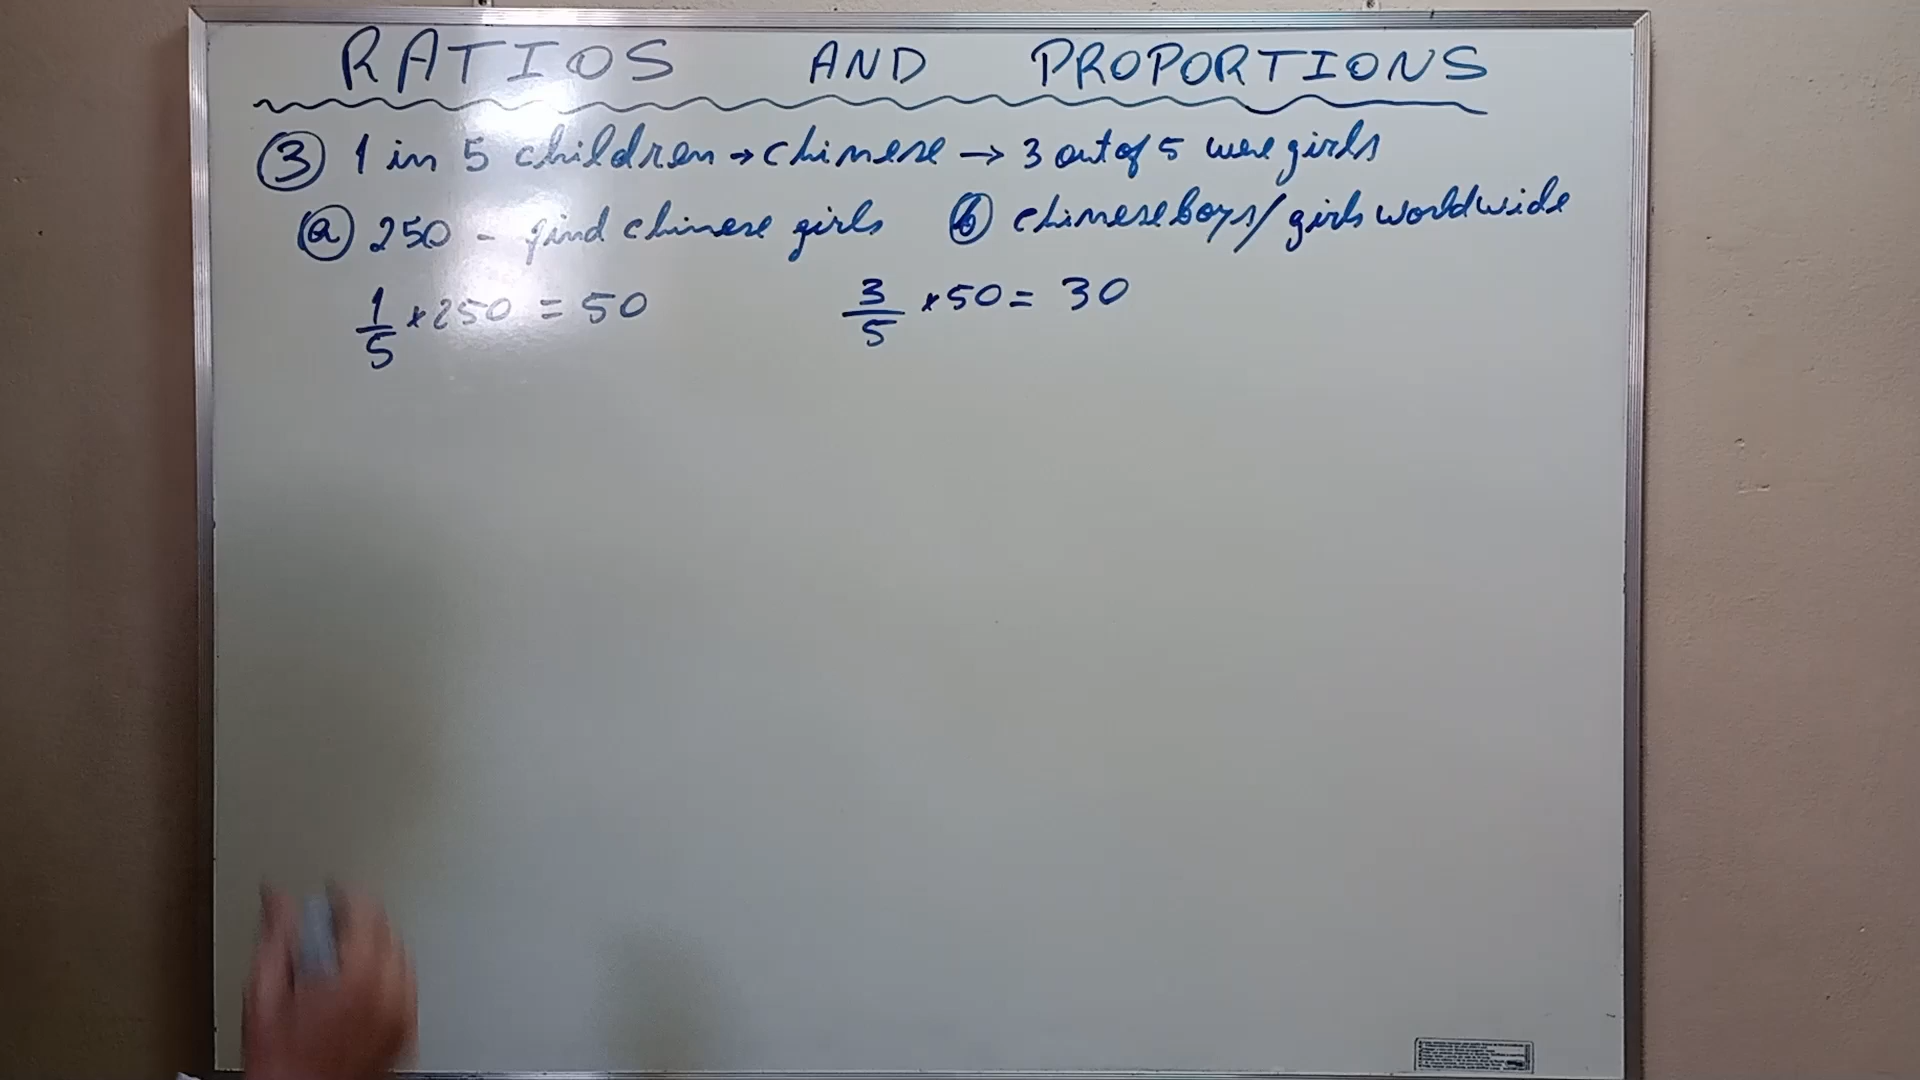 RATIOS AND PROPORTIONS
③ 1 in 5 children → chinese → 3 out of 5 were girls
ⓐ 250 - find chinese girls ⓑ chinese boys/girls worldwide
1/5 × 250 = 50 3/5 × 50 = 30